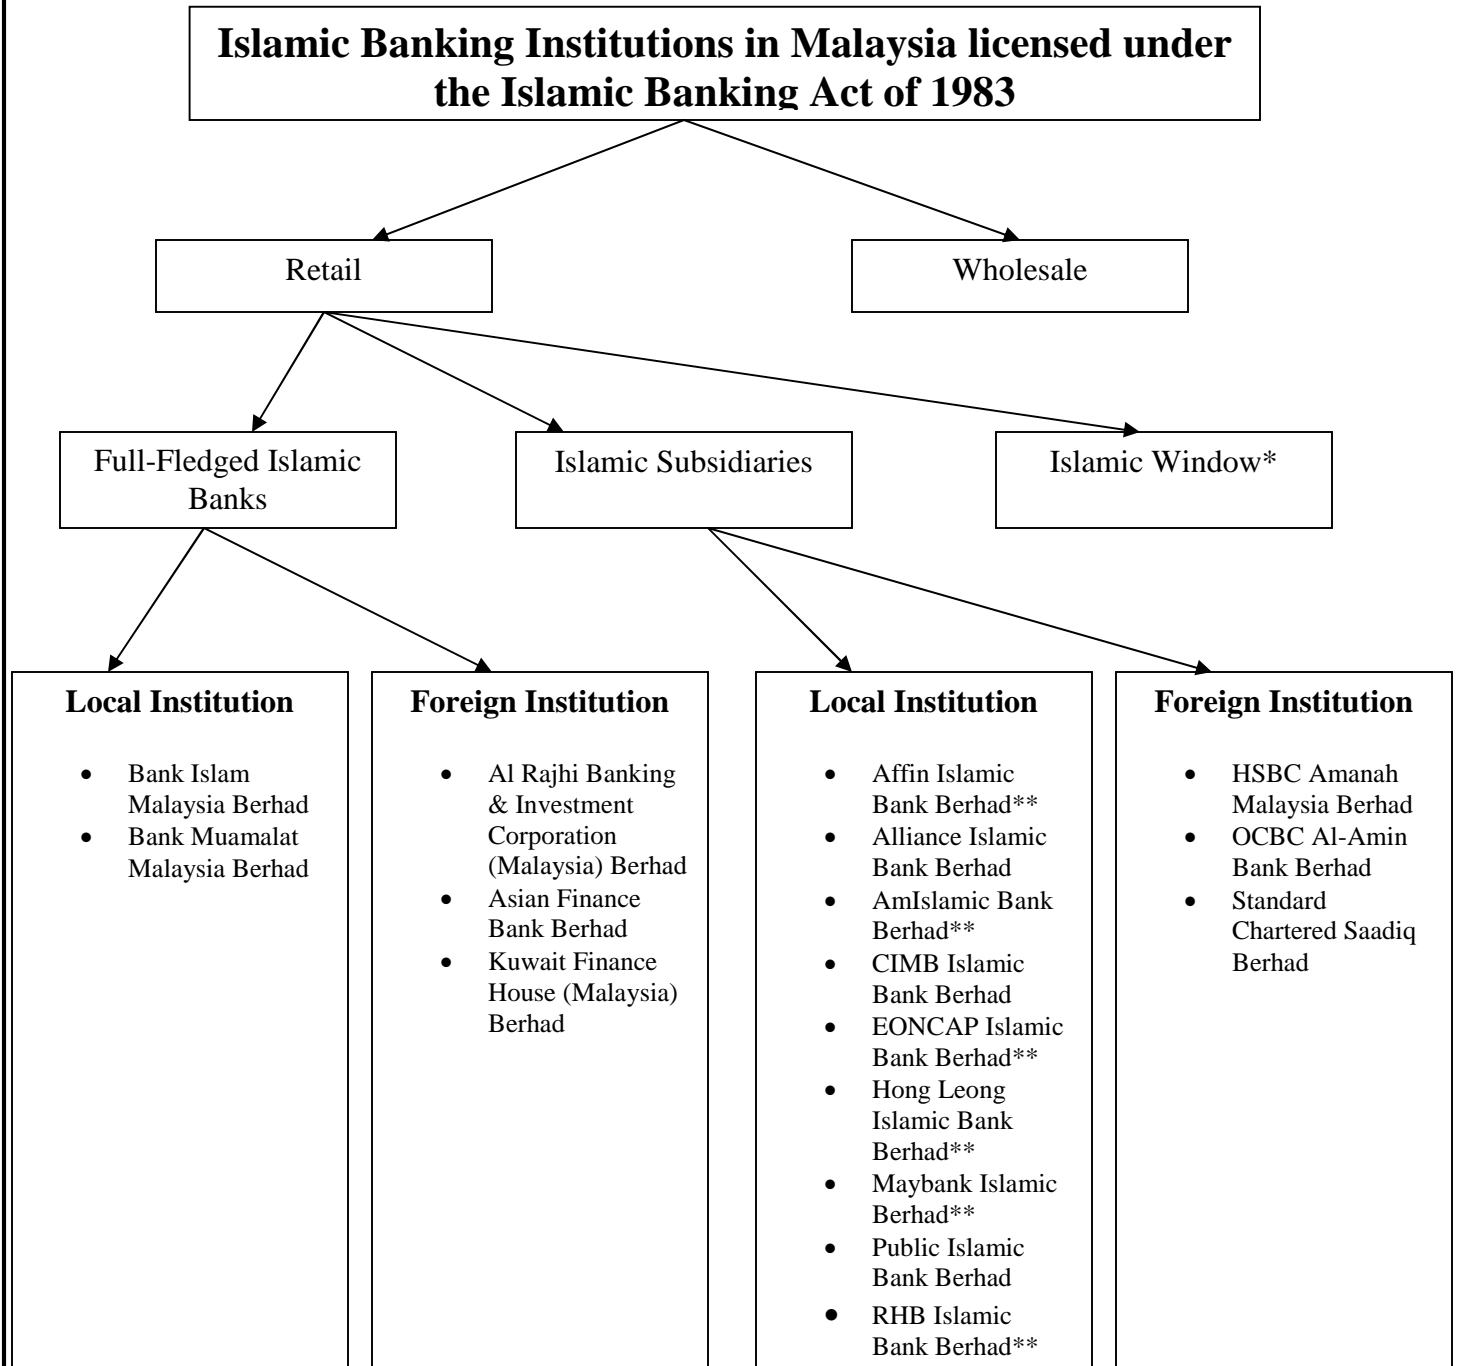 Islamic Banking Institutions in Malaysia licensed under
the Islamic Banking Act of 1983
Retail
Wholesale
Full-Fledged Islamic
Banks
Islamic Subsidiaries
Islamic Window*
Local Institution
• Bank Islam
Malaysia Berhad
• Bank Muamalat
Malaysia Berhad
Foreign Institution
• Al Rajhi Banking
& Investment
Corporation
(Malaysia) Berhad
• Asian Finance
Bank Berhad
• Kuwait Finance
House (Malaysia)
Berhad
Local Institution
• Affin Islamic
Bank Berhad**
• Alliance Islamic
Bank Berhad
• AmIslamic Bank
Berhad**
• CIMB Islamic
Bank Berhad
• EONCAP Islamic
Bank Berhad**
• Hong Leong
Islamic Bank
Berhad**
• Maybank Islamic
Berhad**
• Public Islamic
Bank Berhad
• RHB Islamic
Bank Berhad**
Foreign Institution
• HSBC Amanah
Malaysia Berhad
• OCBC Al-Amin
Bank Berhad
• Standard
Chartered Saadiq
Berhad